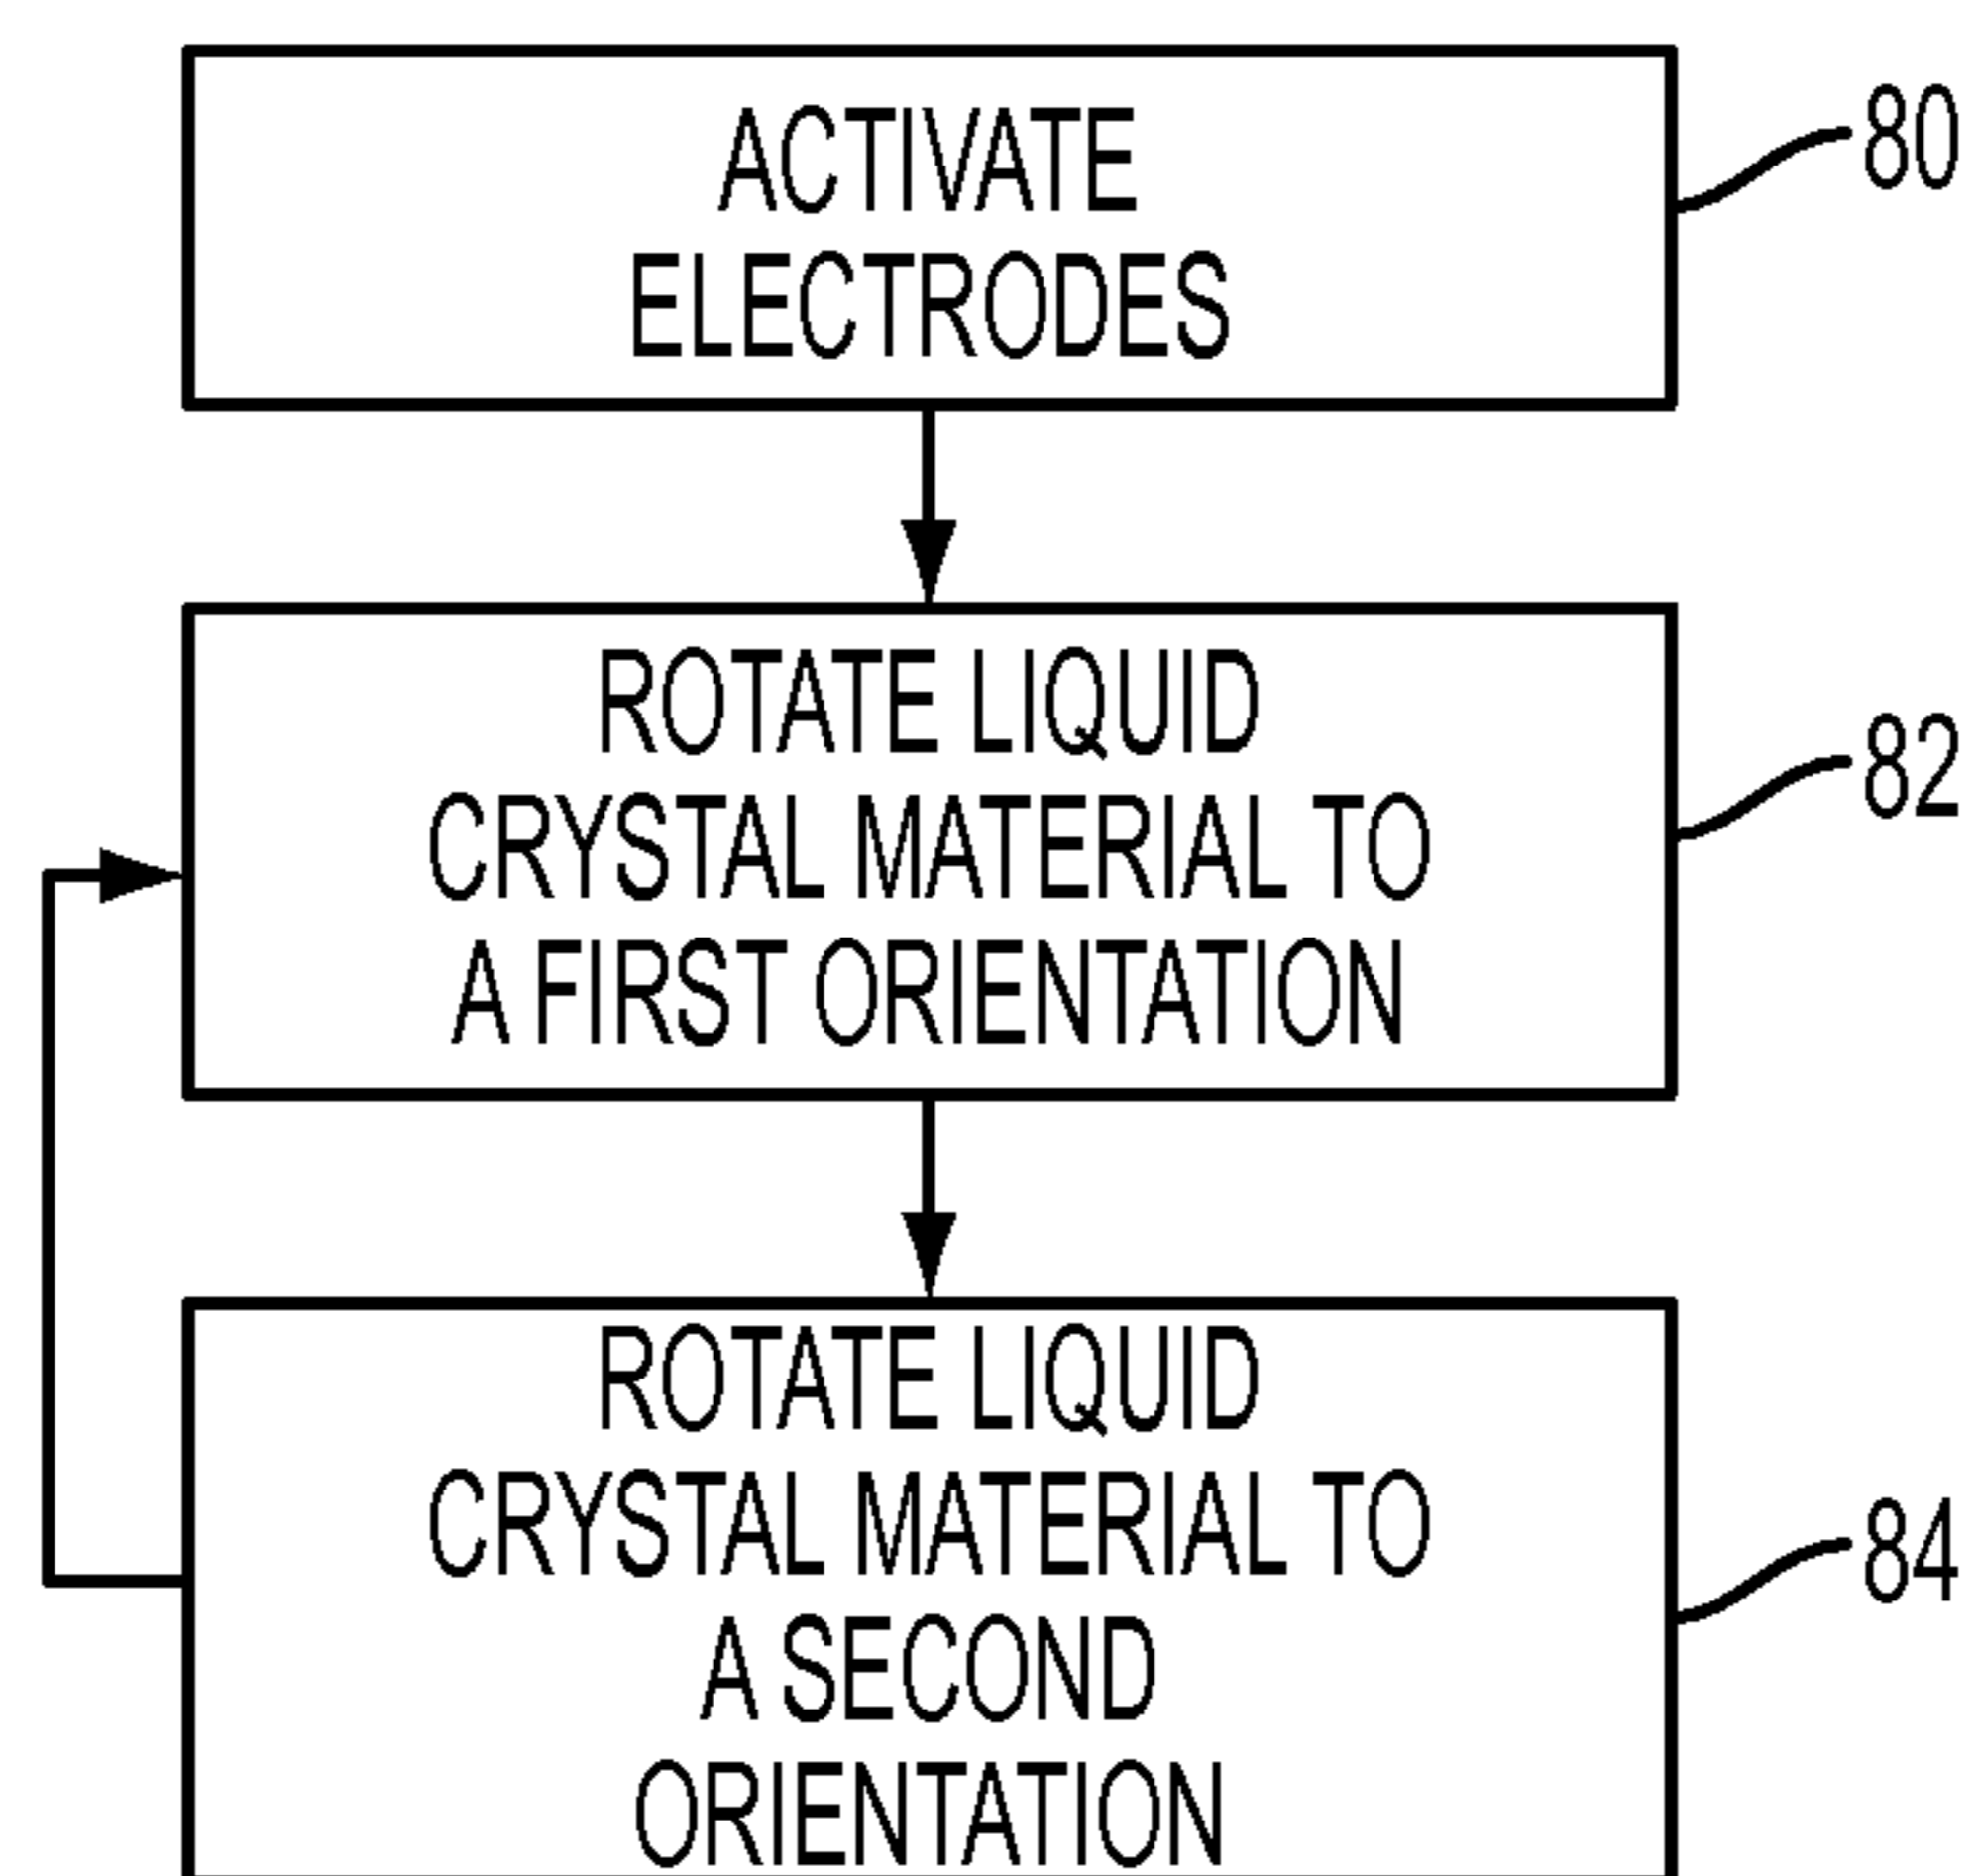 ACTIVATE
ELECTRODES
80
ROTATE LIQUID
CRYSTAL MATERIAL TO
A FIRST ORIENTATION
82
ROTATE LIQUID
CRYSTAL MATERIAL TO
A SECOND
ORIENTATION
84